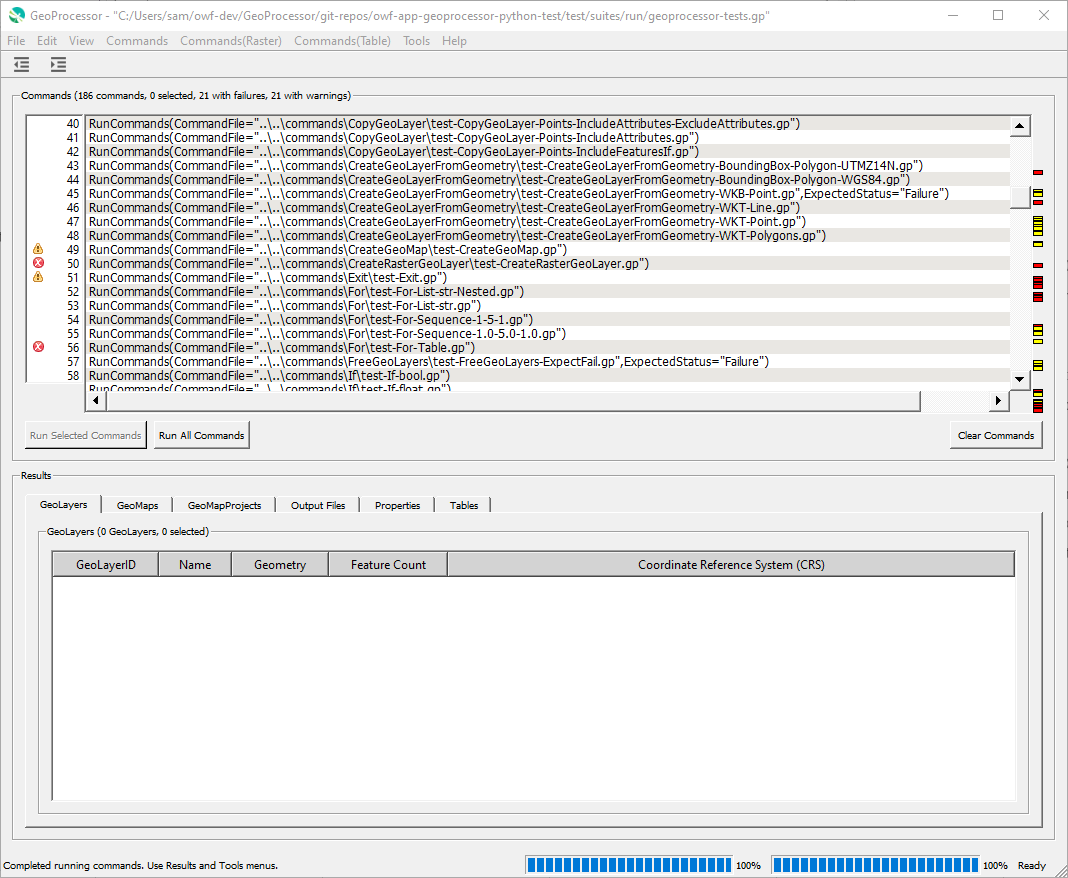 GeoProcessor - "C:/Users/sam/owf-dev/GeoProcessor/git-repos/owf-app-geoprocessor-python-test/test/suites/run/geoprocessor-tests.gp"
File Edit View Commands Commands(Raster) Commands(Table) Tools Help
Commands (186 commands, 0 selected, 21 with failures, 21 with warnings)
40 RunCommands(CommandFile="..\..\commands\CopyGeoLayer\test-CopyGeoLayer-Points-IncludeAttributes-ExcludeAttributes.gp")
41 RunCommands(CommandFile="..\..\commands\CopyGeoLayer\test-CopyGeoLayer-Points-IncludeAttributes.gp")
42 RunCommands(CommandFile="..\..\commands\CopyGeoLayer\test-CopyGeoLayer-Points-IncludeFeaturesIf.gp")
43 RunCommands(CommandFile="..\..\commands\CreateGeoLayerFromGeometry\test-CreateGeoLayerFromGeometry-BoundingBox-Polygon-UTMZ14N.gp")
44 RunCommands(CommandFile="..\..\commands\CreateGeoLayerFromGeometry\test-CreateGeoLayerFromGeometry-BoundingBox-Polygon-WGS84.gp")
45 RunCommands(CommandFile="..\..\commands\CreateGeoLayerFromGeometry\test-CreateGeoLayerFromGeometry-WKB-Point.gp",ExpectedStatus="Failure")
46 RunCommands(CommandFile="..\..\commands\CreateGeoLayerFromGeometry\test-CreateGeoLayerFromGeometry-WKT-Line.gp")
47 RunCommands(CommandFile="..\..\commands\CreateGeoLayerFromGeometry\test-CreateGeoLayerFromGeometry-WKT-Point.gp")
48 RunCommands(CommandFile="..\..\commands\CreateGeoLayerFromGeometry\test-CreateGeoLayerFromGeometry-WKT-Polygons.gp")
49 RunCommands(CommandFile="..\..\commands\CreateGeoMap\test-CreateGeoMap.gp")
50 RunCommands(CommandFile="..\..\commands\CreateRasterGeoLayer\test-CreateRasterGeoLayer.gp")
51 RunCommands(CommandFile="..\..\commands\Exit\test-Exit.gp")
52 RunCommands(CommandFile="..\..\commands\For\test-For-List-str-Nested.gp")
53 RunCommands(CommandFile="..\..\commands\For\test-For-List-str.gp")
54 RunCommands(CommandFile="..\..\commands\For\test-For-Sequence-1-5-1.gp")
55 RunCommands(CommandFile="..\..\commands\For\test-For-Sequence-1.0-5.0-1.0.gp")
56 RunCommands(CommandFile="..\..\commands\For\test-For-Table.gp")
57 RunCommands(CommandFile="..\..\commands\FreeGeoLayers\test-FreeGeoLayers-ExpectFail.gp",ExpectedStatus="Failure")
58 RunCommands(CommandFile="..\..\commands\If\test-If-bool.gp")
RunCommands(CommandFile="..\..\commands\If\test-If-float.gp")
Run Selected Commands Run All Commands Clear Commands
Results
GeoLayers GeoMaps GeoMapProjects Output Files Properties Tables
GeoLayers (0 GeoLayers, 0 selected)
GeoLayerID Name Geometry Feature Count Coordinate Reference System (CRS)
Completed running commands. Use Results and Tools menus. 100% 100% Ready